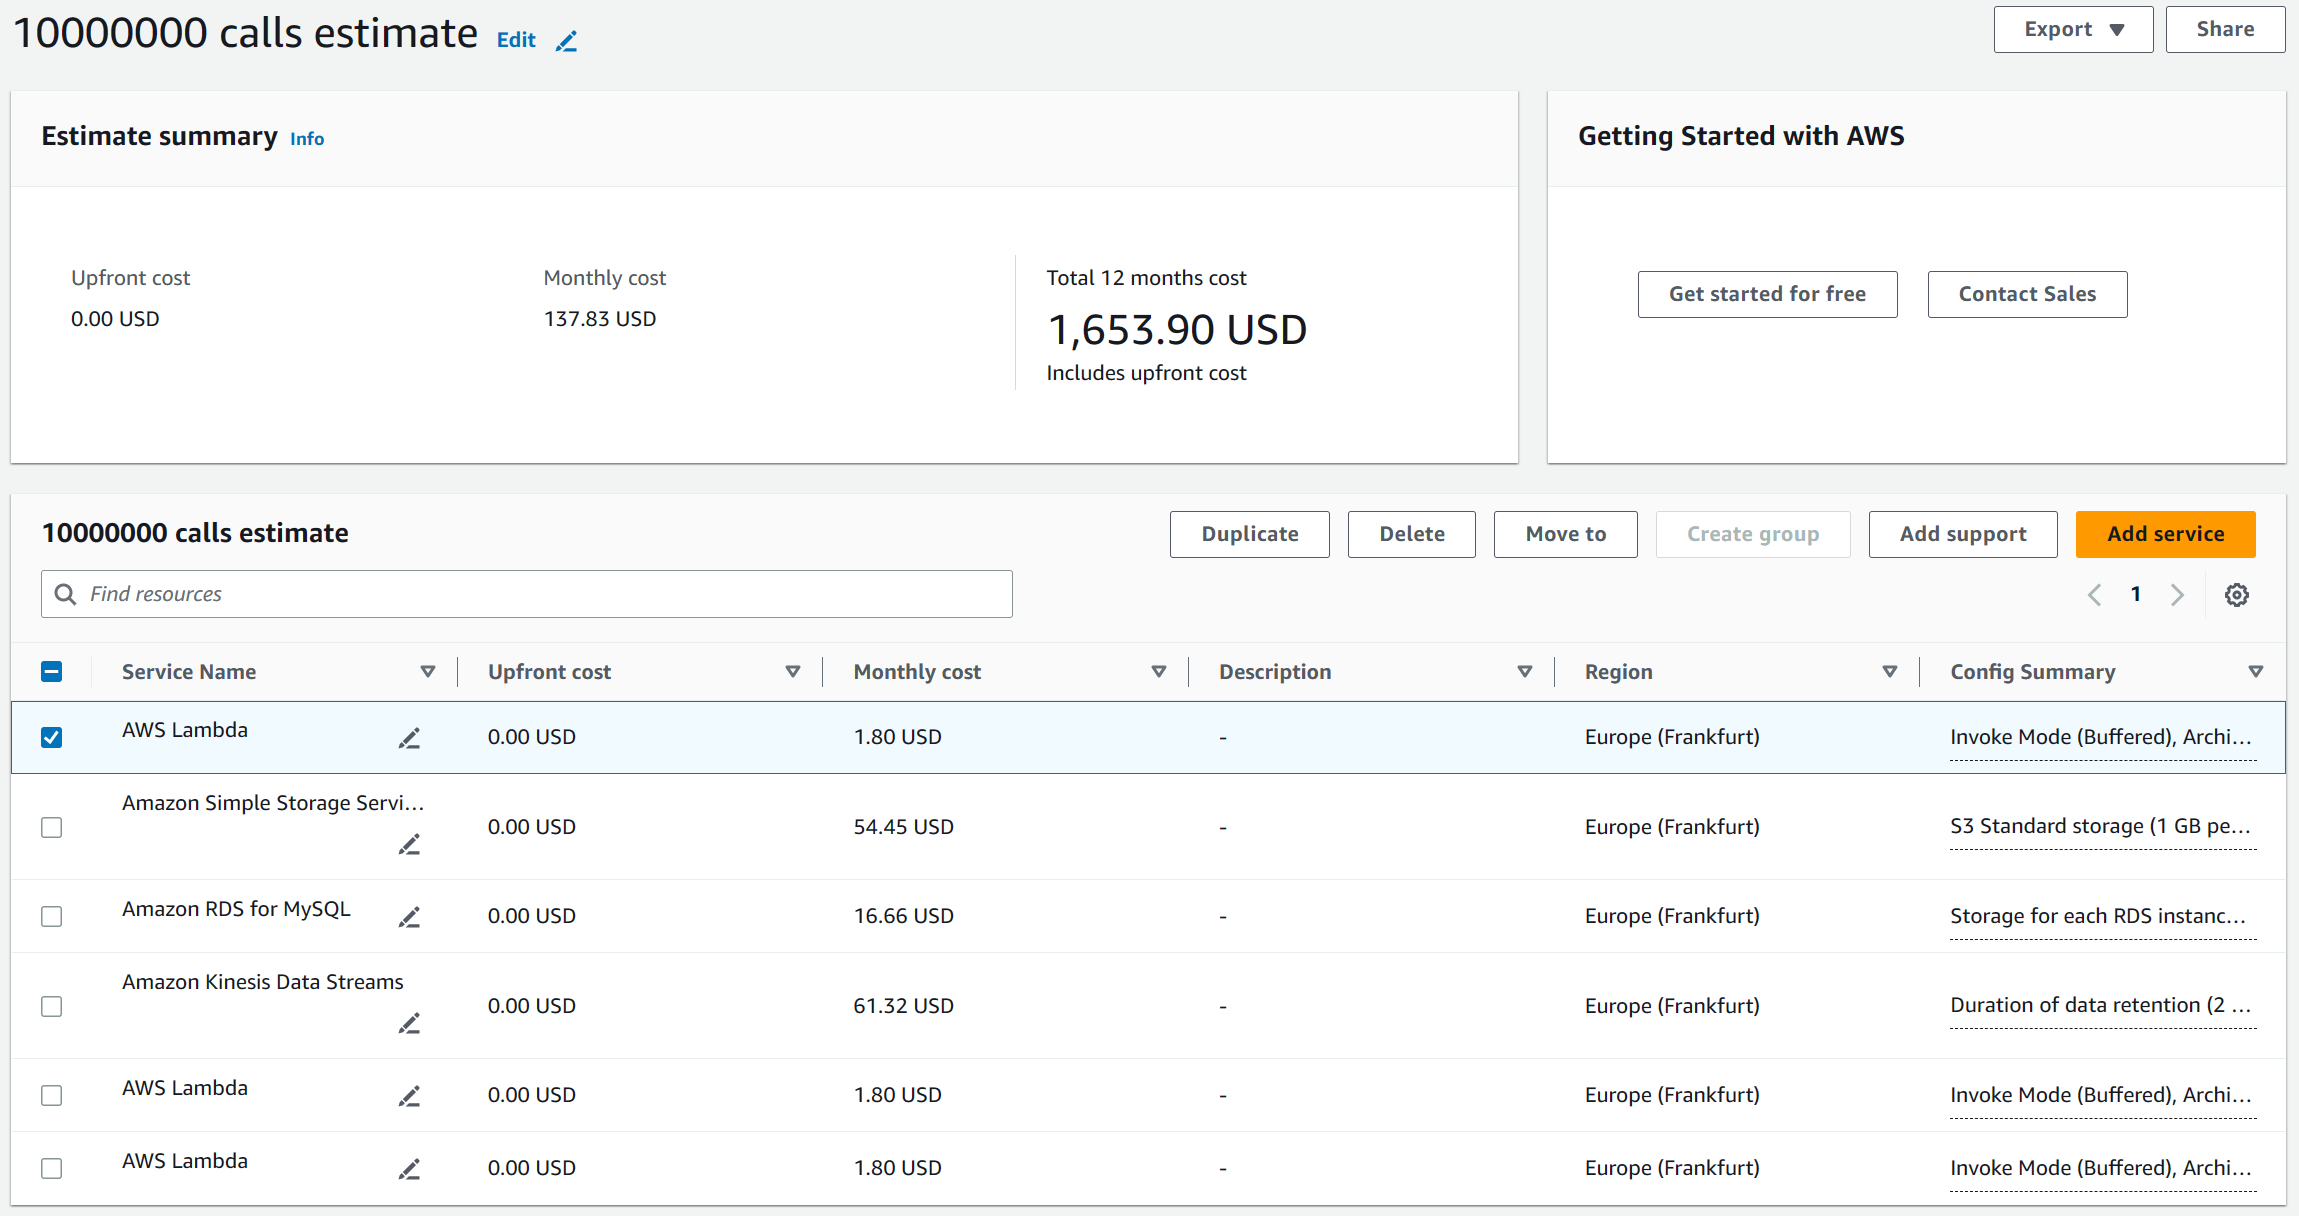 10000000 calls estimate Edit
Export Share
Estimate summary Info
Getting Started with AWS
Upfront cost
0.00 USD
Monthly cost
137.83 USD
Total 12 months cost
1,653.90 USD
Includes upfront cost
Get started for free Contact Sales
10000000 calls estimate
Duplicate Delete Move to Create group Add support Add service
Find resources
1
Service Name Upfront cost Monthly cost Description Region Config Summary
AWS Lambda 0.00 USD 1.80 USD - Europe (Frankfurt) Invoke Mode (Buffered), Archi...
Amazon Simple Storage Servi... 0.00 USD 54.45 USD - Europe (Frankfurt) S3 Standard storage (1 GB pe...
Amazon RDS for MySQL 0.00 USD 16.66 USD - Europe (Frankfurt) Storage for each RDS instanc...
Amazon Kinesis Data Streams 0.00 USD 61.32 USD - Europe (Frankfurt) Duration of data retention (2 ...
AWS Lambda 0.00 USD 1.80 USD - Europe (Frankfurt) Invoke Mode (Buffered), Archi...
AWS Lambda 0.00 USD 1.80 USD - Europe (Frankfurt) Invoke Mode (Buffered), Archi...